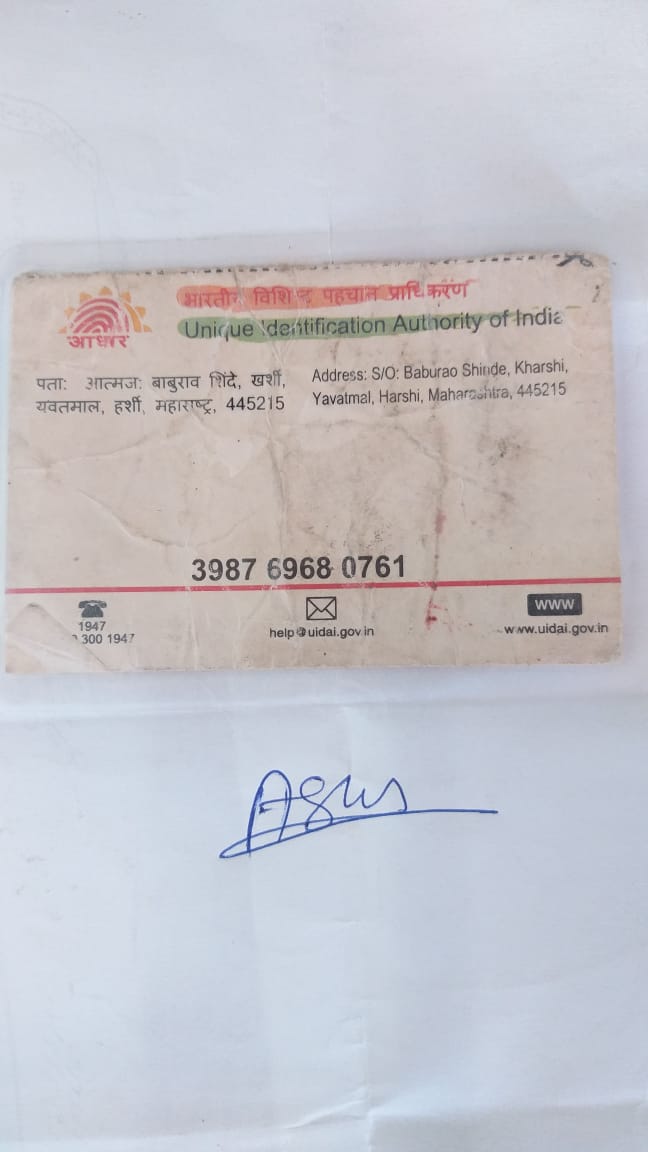 भारतीय विशिष्ट पहचान प्राधिकरण
Unique Identification Authority of India
आधार
पताः आत्मजः बाबुराव शिंदे, खर्शी,
यवतमाल, हर्शी, महाराष्ट्र, 445215
Address: S/O: Baburao Shinde, Kharshi,
Yavatmal, Harshi, Maharashtra, 445215
3987 6968 0761
1947
300 1947
help@uidai.gov.in
www
www.uidai.gov.in